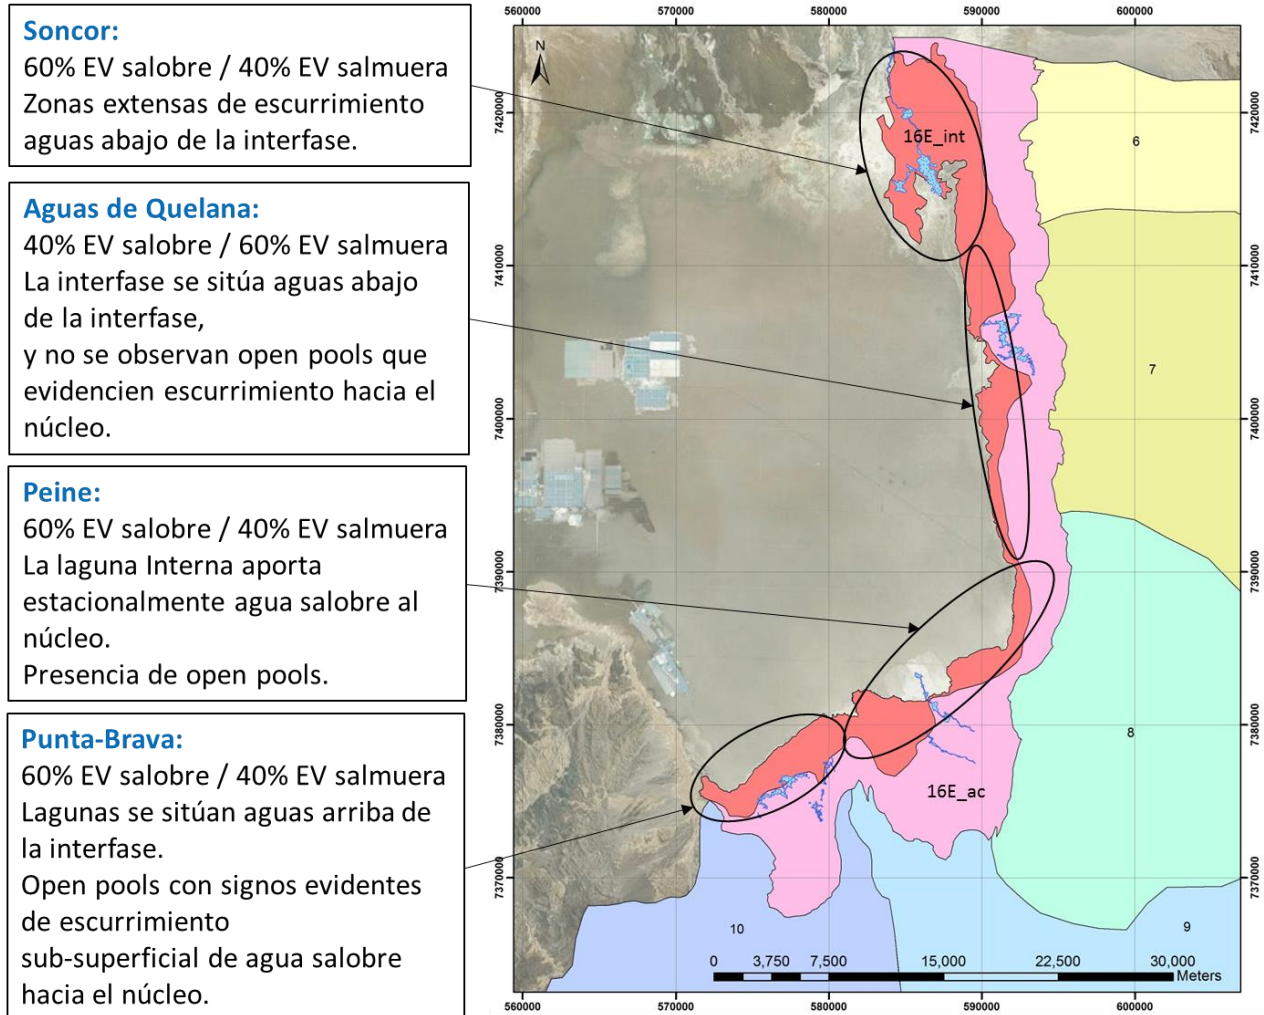 Soncor:
60% EV salobre / 40% EV salmuera
Zonas extensas de escurrimiento
aguas abajo de la interfase.
Aguas de Quelana:
40% EV salobre / 60% EV salmuera
La interfase se sitúa aguas abajo
de la interfase,
y no se observan open pools que
evidencien escurrimiento hacia el
núcleo.
Peine:
60% EV salobre / 40% EV salmuera
La laguna Interna aporta
estacionalmente agua salobre al
núcleo.
Presencia de open pools.
Punta-Brava:
60% EV salobre / 40% EV salmuera
Lagunas se sitúan aguas arriba de
la interfase.
Open pools con signos evidentes
de escurrimiento
sub-superficial de agua salobre
hacia el núcleo.
560000 570000 580000 590000 600000
N
7420000 7420000
7410000 7410000
7400000 7400000
7390000 7390000
7380000 7380000
7370000 7370000
16E_int
6
7
8
16E_ac
10
9
0 3,750 7,500 15,000 22,500 30,000
Meters
560000 570000 580000 590000 600000